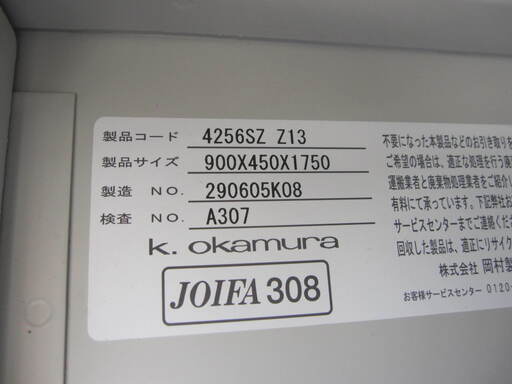 製品コード 4256SZ Z13
製品サイズ 900X450X1750
製造 NO. 290605K08
検査 NO. A307
k. okamura
JOIFA 308
不要になった本製品などのお引き取りを
ご希望の場合は、適正な処理を行う廃
運搬業者と廃棄物処理業者をご紹介し
有料にて承っています。下記弊社お
サービスセンターまでご連絡くだ
回収した製品は、適正にリサイク
株式会社 岡村製
お客様サービスセンター 0120-